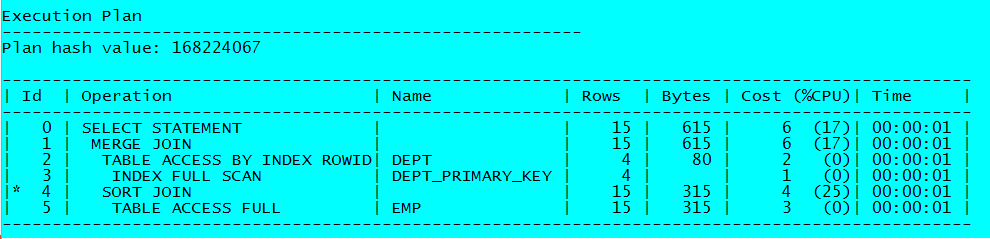 Execution Plan
----------------------------------------------------------
Plan hash value: 168224067

-------------------------------------------------------------------------------------------------
| Id  | Operation                    | Name             | Rows  | Bytes | Cost (%CPU)| Time     |
-------------------------------------------------------------------------------------------------
|   0 | SELECT STATEMENT             |                  |    15 |   615 |     6  (17)| 00:00:01 |
|   1 |  MERGE JOIN                  |                  |    15 |   615 |     6  (17)| 00:00:01 |
|   2 |   TABLE ACCESS BY INDEX ROWID| DEPT             |     4 |    80 |     2   (0)| 00:00:01 |
|   3 |    INDEX FULL SCAN           | DEPT_PRIMARY_KEY |     4 |       |     1   (0)| 00:00:01 |
|*  4 |   SORT JOIN                  |                  |    15 |   315 |     4  (25)| 00:00:01 |
|   5 |    TABLE ACCESS FULL         | EMP              |    15 |   315 |     3   (0)| 00:00:01 |
-------------------------------------------------------------------------------------------------